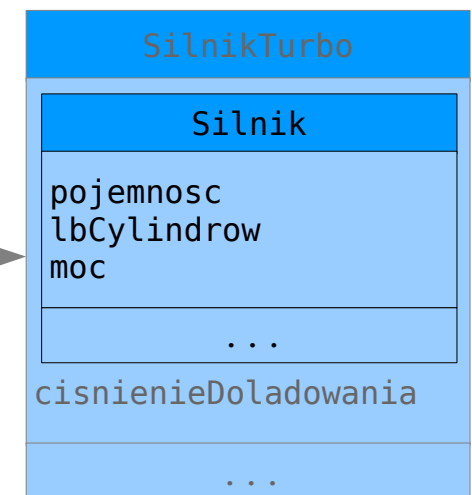 SilnikTurbo
Silnik
pojemnosc
lbCylindrow
moc
...
cisnienieDoladowania
...